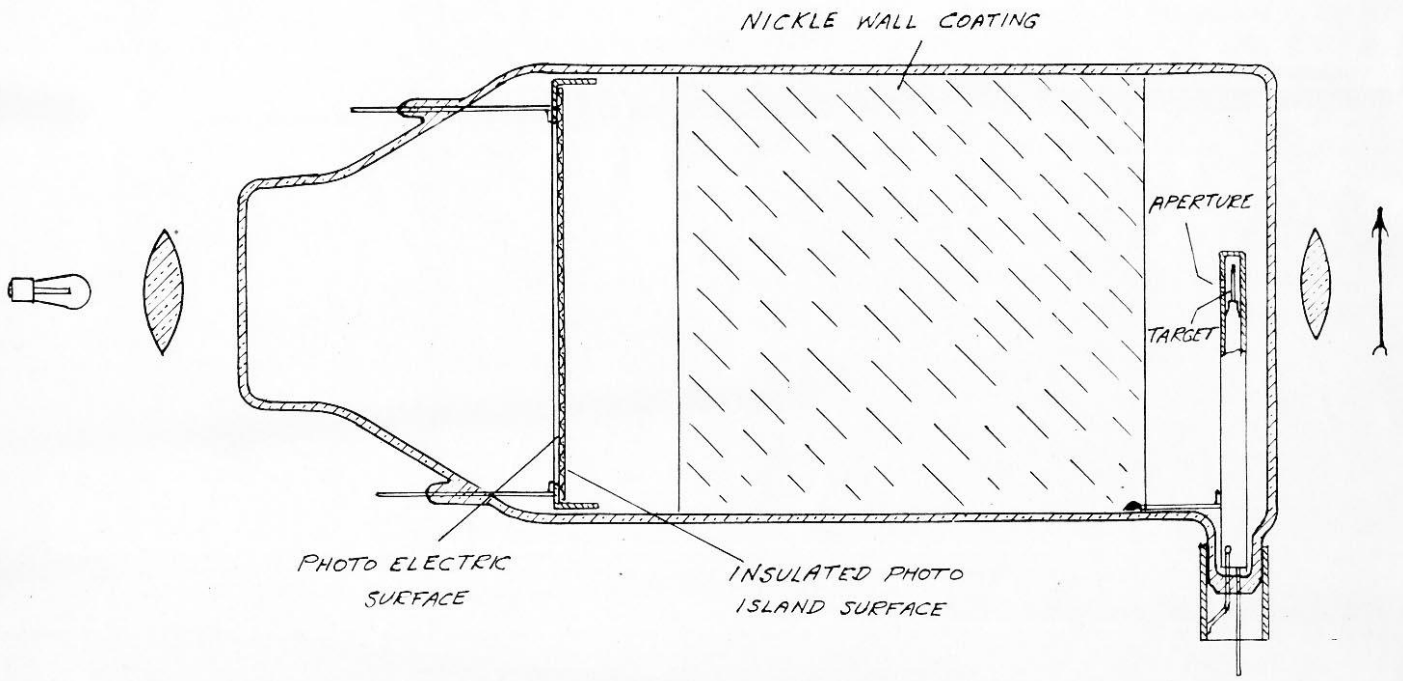 NICKLE WALL COATING
APERTURE
TARGET
PHOTO ELECTRIC
SURFACE
INSULATED PHOTO
ISLAND SURFACE